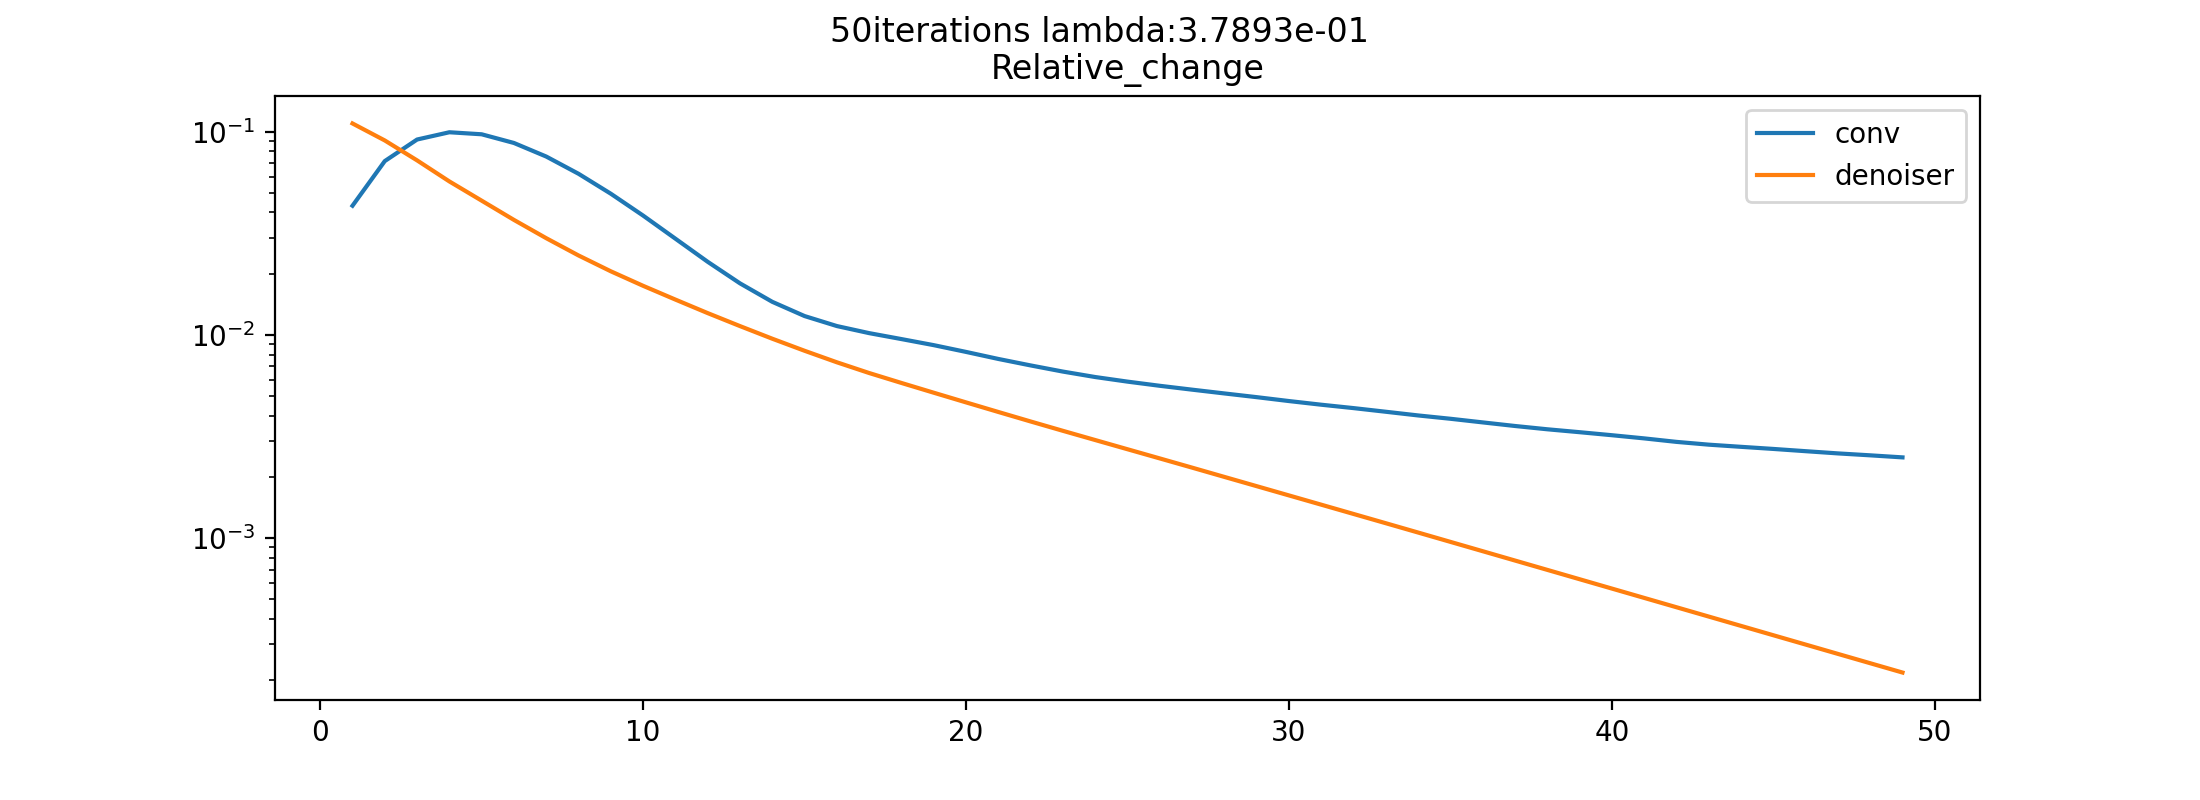 50iterations lambda:3.7893e-01
Relative_change
conv
denoiser
10⁻¹
10⁻²
10⁻³
0 10 20 30 40 50